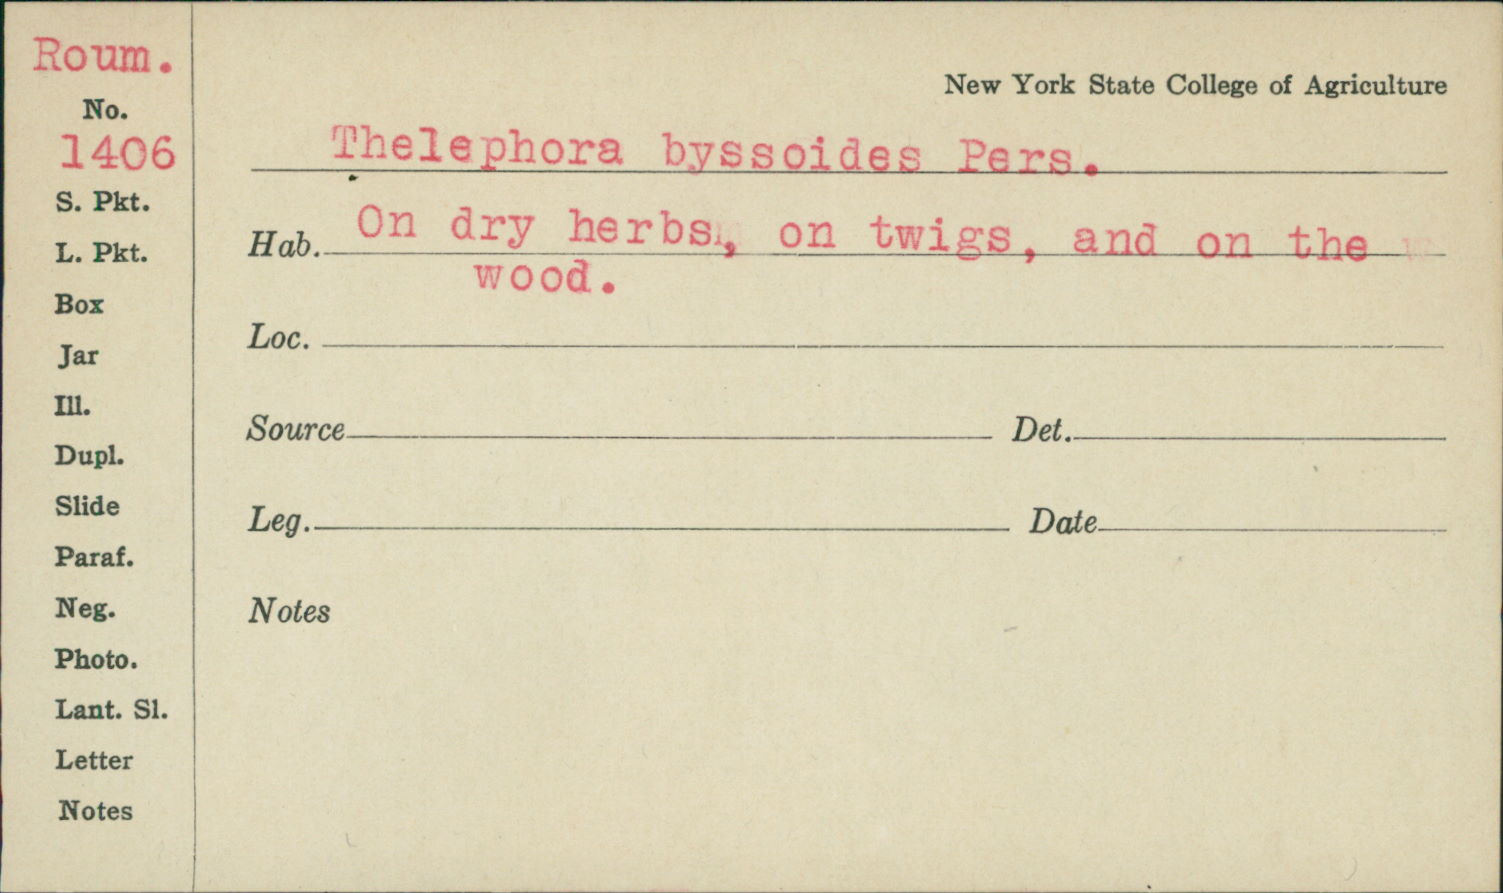 Roum.
No.
1406
S. Pkt.
L. Pkt.
Box
Jar
Ill.
Dupl.
Slide
Paraf.
Neg.
Photo.
Lant. Sl.
Letter
Notes
New York State College of Agriculture
Thelephora byssoides Pers.
Hab. On dry herbs, on twigs, and on the
wood.
Loc.
Source Det.
Leg. Date
Notes